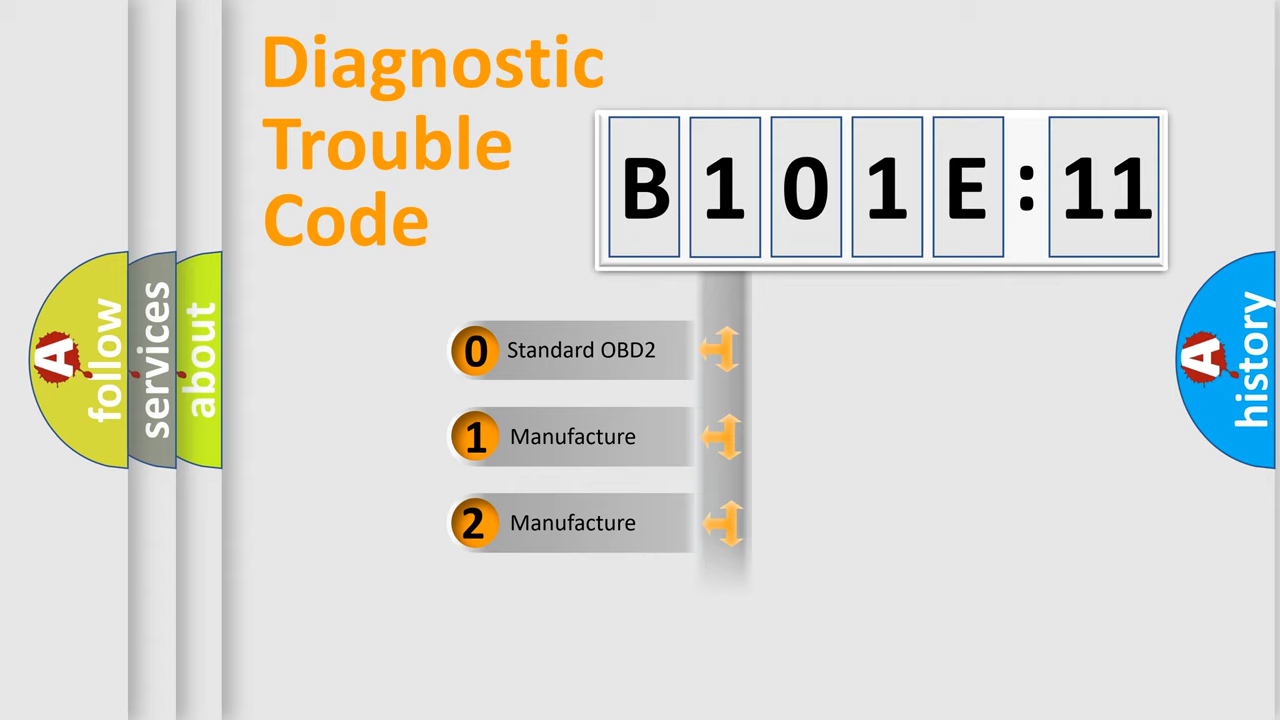 Diagnostic
Trouble
Code
B 1 0 1 E : 11
0 Standard OBD2
1 Manufacture
2 Manufacture
A follow
services
about
A history